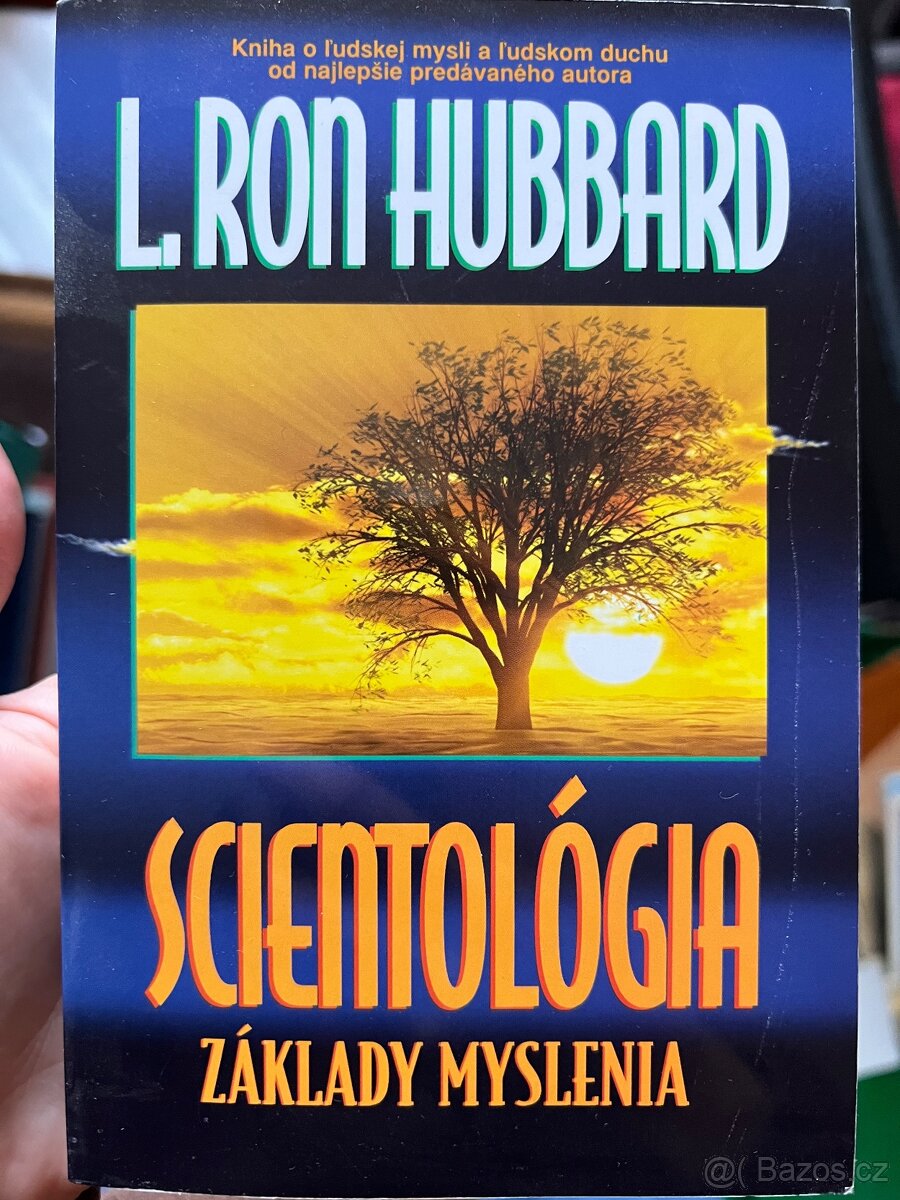 Kniha o ľudskej mysli a ľudskom duchu
od najlepšie predávaného autora
L. RON HUBBARD
SCIENTOLÓGIA
ZÁKLADY MYSLENIA
@( Bazos.cz